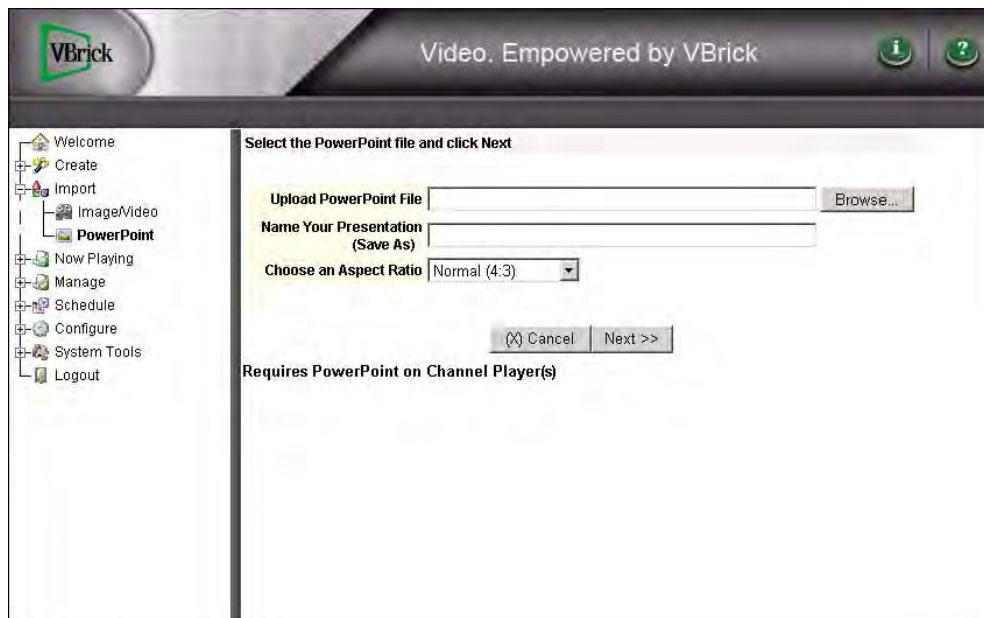 VBrick
Video. Empowered by VBrick
i
?
Welcome
Create
Import
Image/Video
PowerPoint
Now Playing
Manage
Schedule
Configure
System Tools
Logout
Select the PowerPoint file and click Next
Upload PowerPoint File
Browse...
Name Your Presentation
(Save As)
Choose an Aspect Ratio Normal (4:3)
(X) Cancel
Next >>
Requires PowerPoint on Channel Player(s)